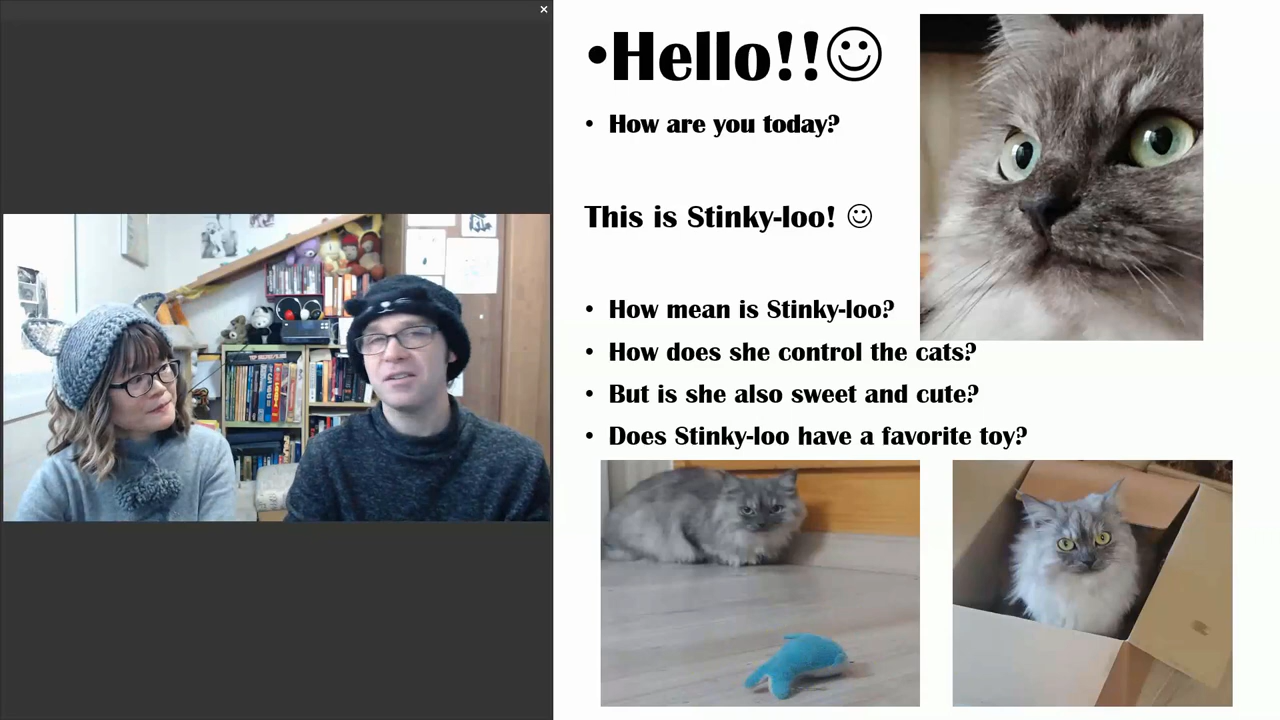 •Hello!!☺
• How are you today?
This is Stinky-loo! ☺
• How mean is Stinky-loo?
• How does she control the cats?
• But is she also sweet and cute?
• Does Stinky-loo have a favorite toy?